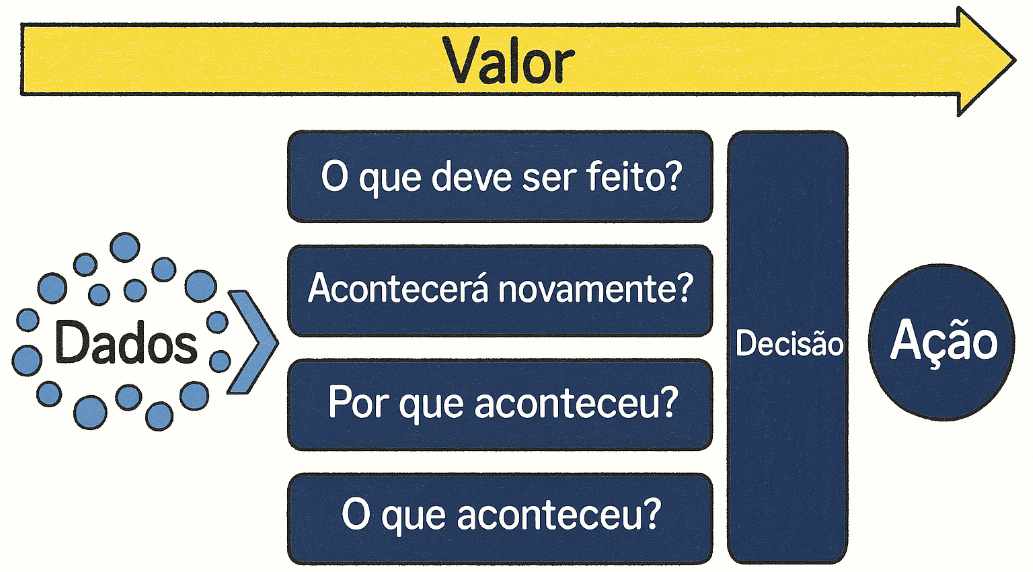 Valor
O que deve ser feito?
Acontecerá novamente?
Dados
Por que aconteceu?
O que aconteceu?
Decisão
Ação